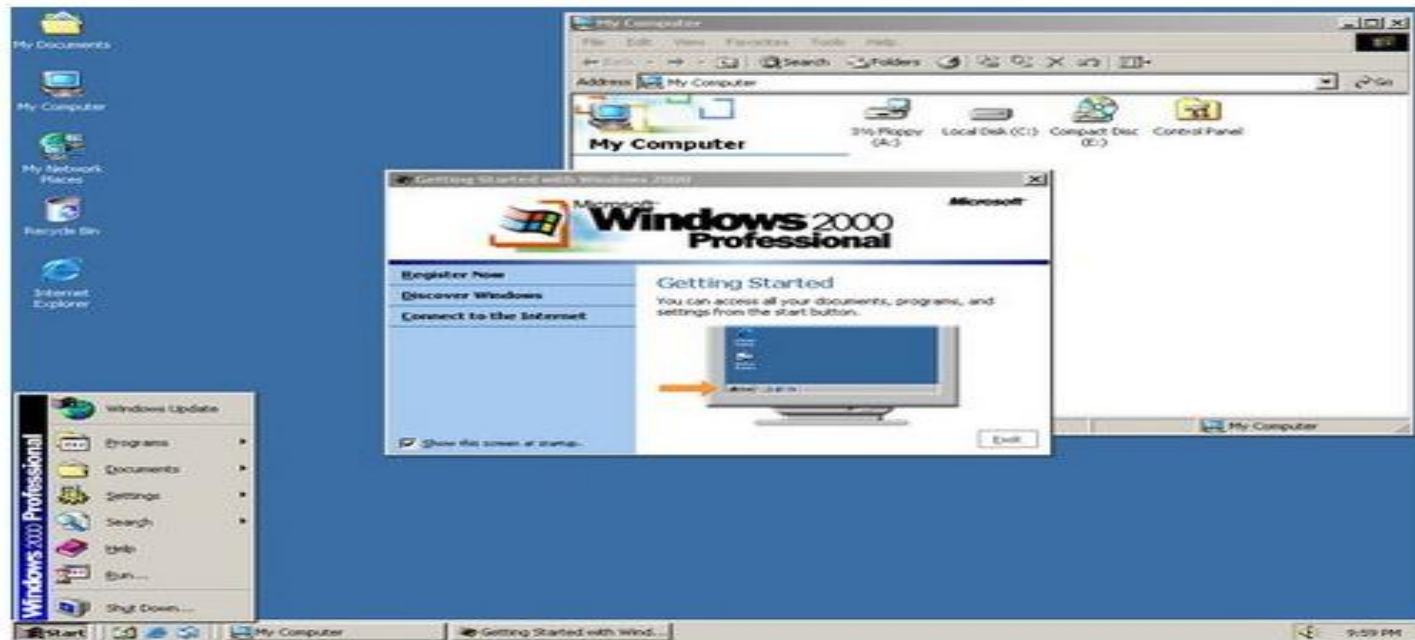 My Documents
My Computer
My Network
Places
Recycle Bin
Internet
Explorer
My Computer
File Edit View Favorites Tools Help
Back Search Folders
Address My Computer Go
My Computer
3½ Floppy
(A:)
Local Disk (C:)
Compact Disc
(E:)
Control Panel
My Computer
Getting Started with Windows 2000
Microsoft
Microsoft
Windows 2000
Professional
Register Now
Discover Windows
Connect to the Internet
Getting Started
You can access all your documents, programs, and
settings from the start button.
Show this screen at startup.
Exit
Windows 2000 Professional
Windows Update
Programs
Documents
Settings
Search
Help
Run...
Shut Down...
Start My Computer Getting Started with Wind... 9:59 PM